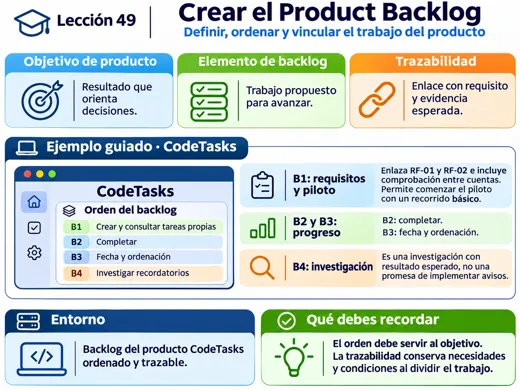 Lección 49
Crear el Product Backlog
Definir, ordenar y vincular el trabajo del producto
Objetivo de producto
Resultado que
orienta
decisiones.
Elemento de backlog
Trabajo propuesto
para avanzar.
Trazabilidad
Enlace con requisito
y evidencia
esperada.
Ejemplo guiado · CodeTasks
CodeTasks
Orden del backlog
B1 Crear y consultar tareas propias
B2 Completar
B3 Fecha y ordenación
B4 Investigar recordatorios
B1: requisitos
y piloto
Enlaza RF-01 y RF-02 e incluye
comprobación entre cuentas.
Permite comenzar el piloto
con un recorrido básico.
B2 y B3:
progreso
B2: completar.
B3: fecha y ordenación.
B4: investigación
Es una investigación con
resultado esperado, no una
promesa de implementar avisos.
Entorno
Backlog del producto CodeTasks
ordenado y trazable.
Qué debes recordar
El orden debe servir al objetivo.
La trazabilidad conserva necesidades
y condiciones al dividir el trabajo.